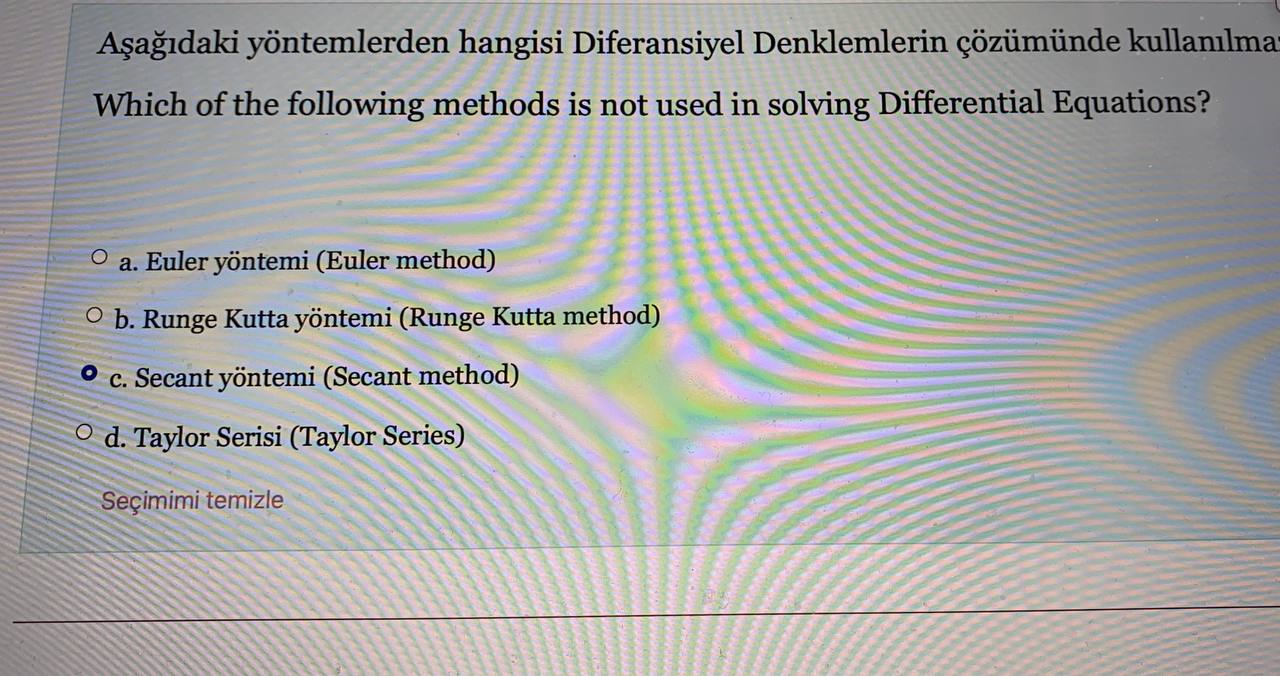 Aşağıdaki yöntemlerden hangisi Diferansiyel Denklemlerin çözümünde
Which of the following methods is not used in solving Differential Equations?
a. Euler yöntemi (Euler method)
b. Runge Kutta yöntemi (Runge Kutta method)
c. Secant yöntemi (Secant method)
d. Taylor Serisi (Taylor Series)
Seçimimi temizle